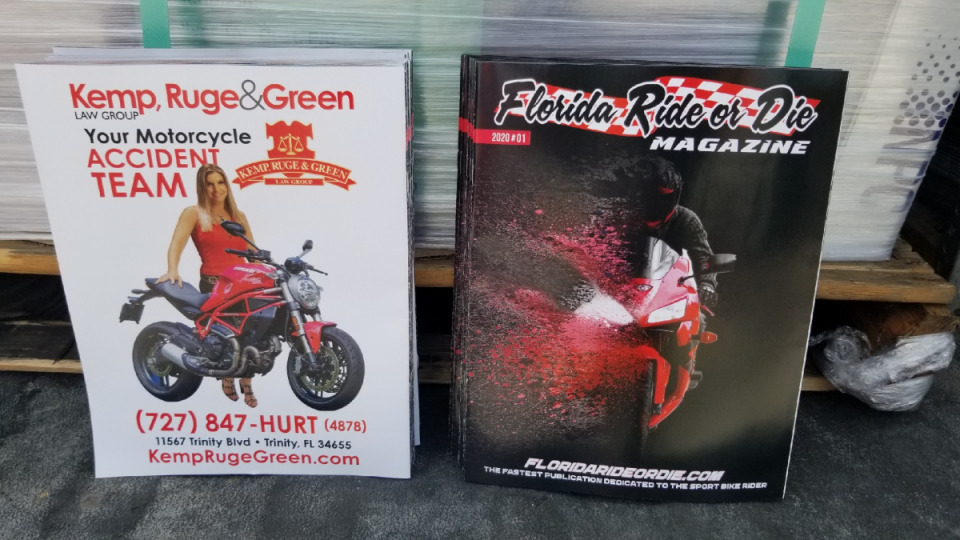 Kemp, Ruge&Green
LAW GROUP
Your Motorcycle
ACCIDENT
TEAM
KEMP, RUGE & GREEN
LAW GROUP
(727) 847-HURT (4878)
11567 Trinity Blvd • Trinity, FL 34655
KempRugeGreen.com
Florida Ride or Die
MAGAZINE
2020 #01
FLORIDARIDEORDIE.COM
THE FASTEST PUBLICATION DEDICATED TO THE SPORT BIKE RIDER